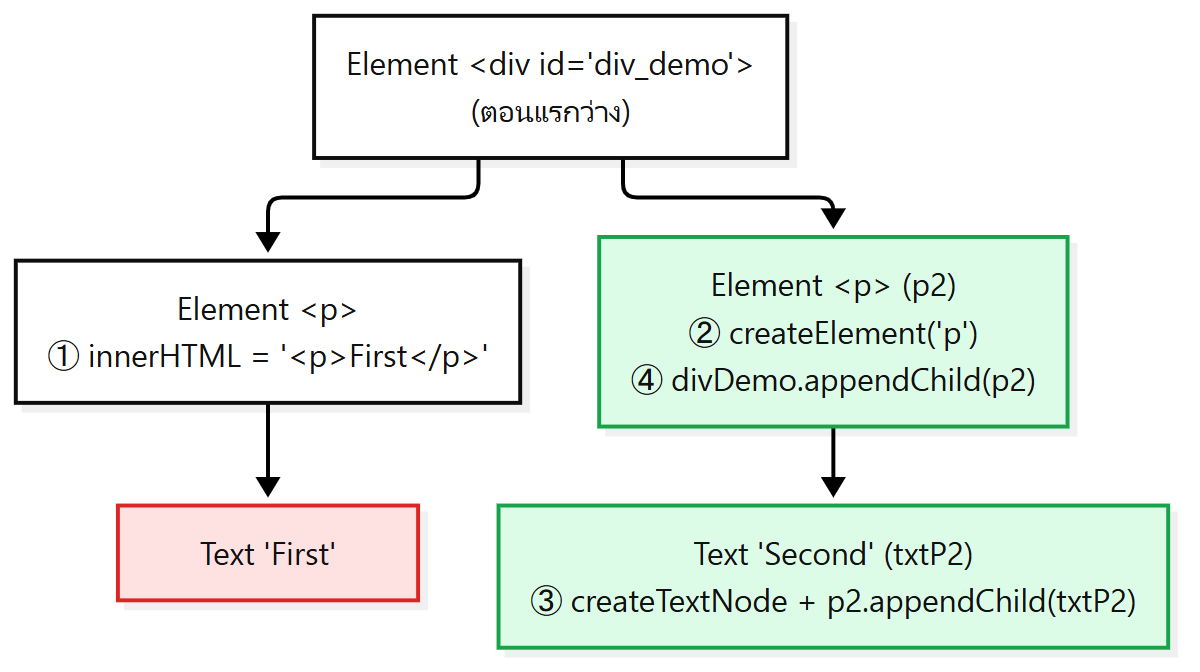 Element <div id='div_demo'>
(ตอนแรกว่าง)
Element <p>
① innerHTML = '<p>First</p>'
Element <p> (p2)
② createElement('p')
④ divDemo.appendChild(p2)
Text 'First'
Text 'Second' (txtP2)
③ createTextNode + p2.appendChild(txtP2)